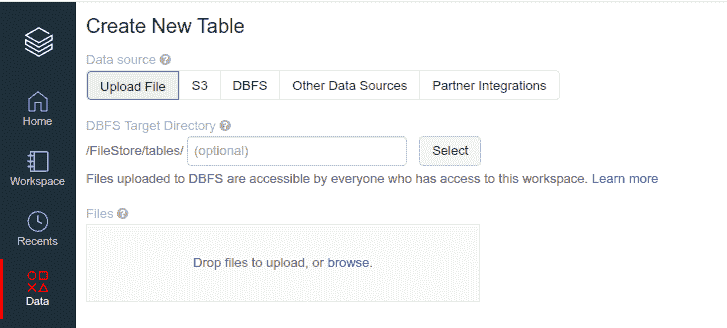 Create New Table
Data source
Upload File S3 DBFS Other Data Sources Partner Integrations
DBFS Target Directory
/FileStore/tables/ (optional) Select
Files uploaded to DBFS are accessible by everyone who has access to this workspace. Learn more
Files
Drop files to upload, or browse.
Home
Workspace
Recents
Data